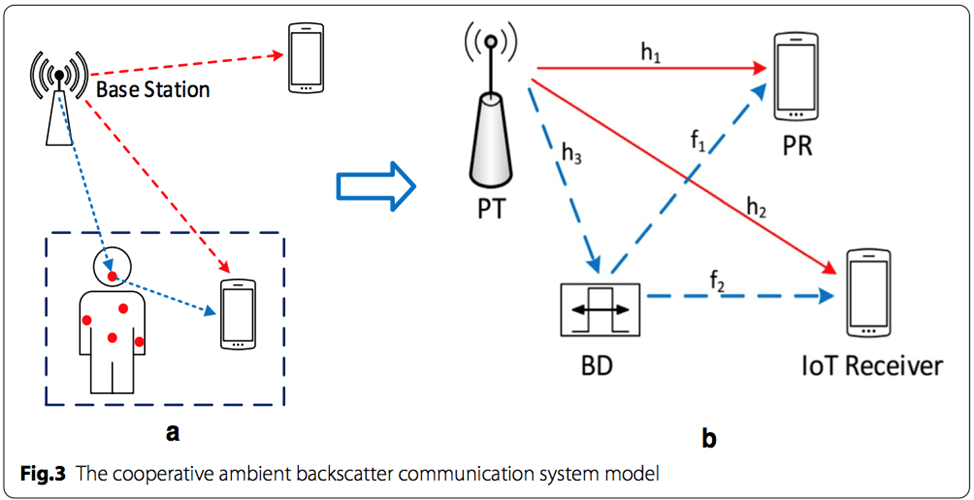 Base Station
a
h1
PR
f1
h3
PT
h2
f2
BD
IoT Receiver
b
Fig.3 The cooperative ambient backscatter communication system model